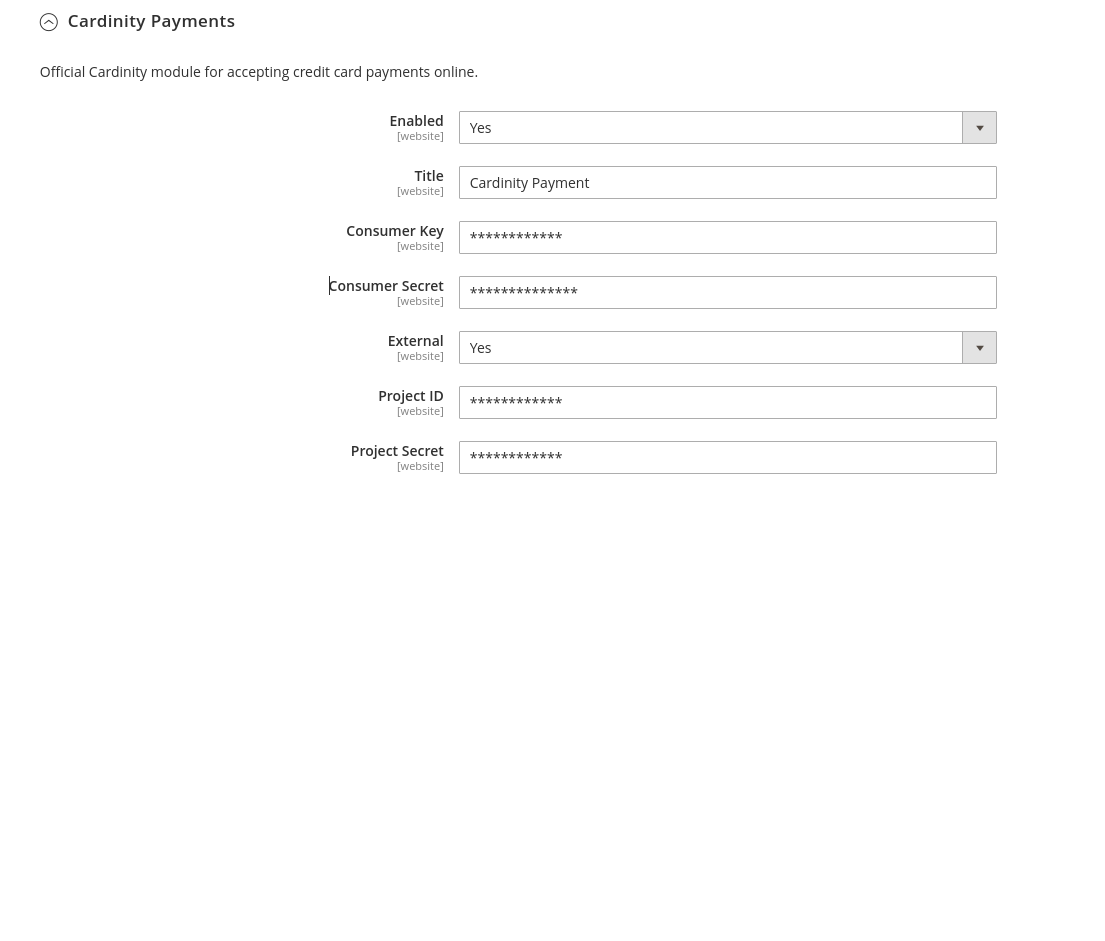 Cardinity Payments
Official Cardinity module for accepting credit card payments online.
Enabled
[website]
Yes
Title
[website]
Cardinity Payment
Consumer Key
[website]
************
Consumer Secret
[website]
**************
External
[website]
Yes
Project ID
[website]
************
Project Secret
[website]
************